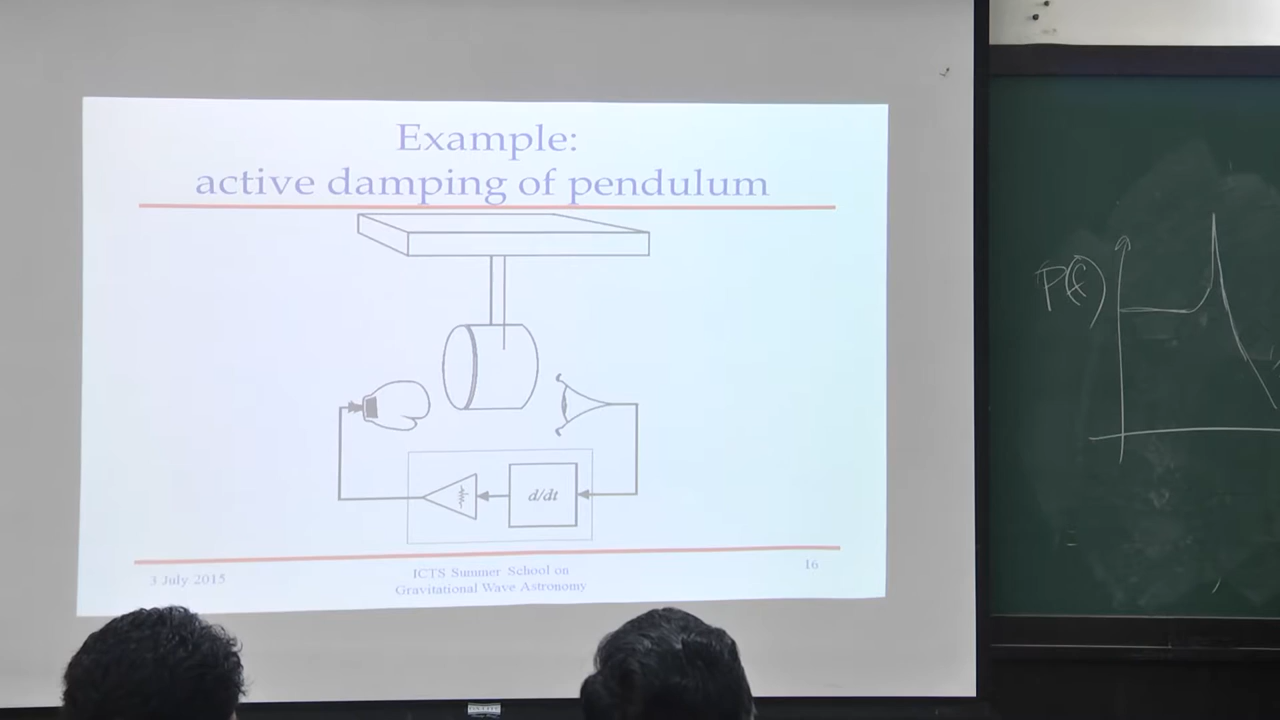 Example:
active damping of pendulum
d/dt
3 July 2015
ICTS Summer School on
Gravitational Wave Astronomy
16
P(f)